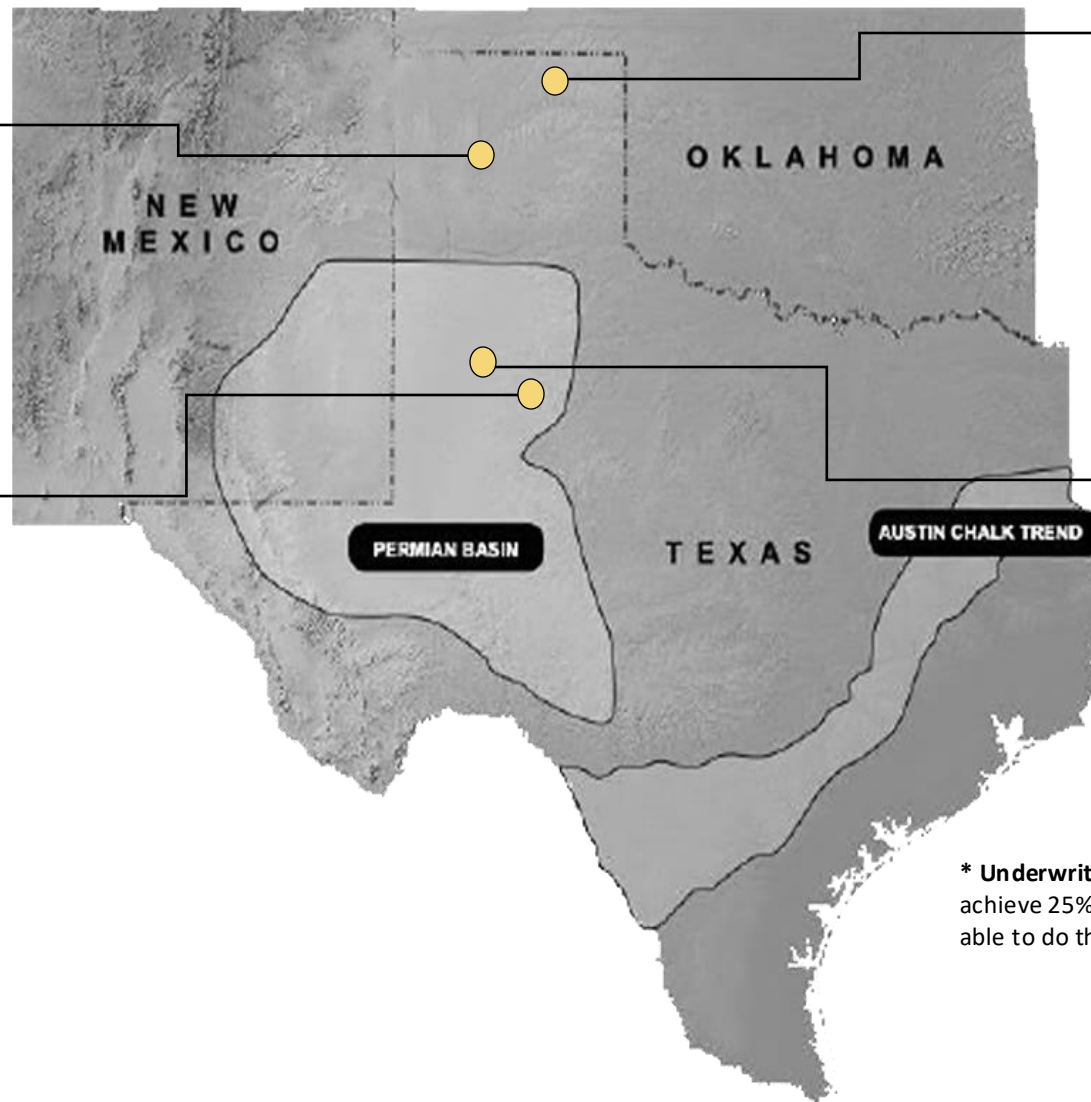 OKLAHOMA
NEW
MEXICO
PERMIAN BASIN
TEXAS
AUSTIN CHALK TREND
* Underwrit
achieve 25%
able to do th